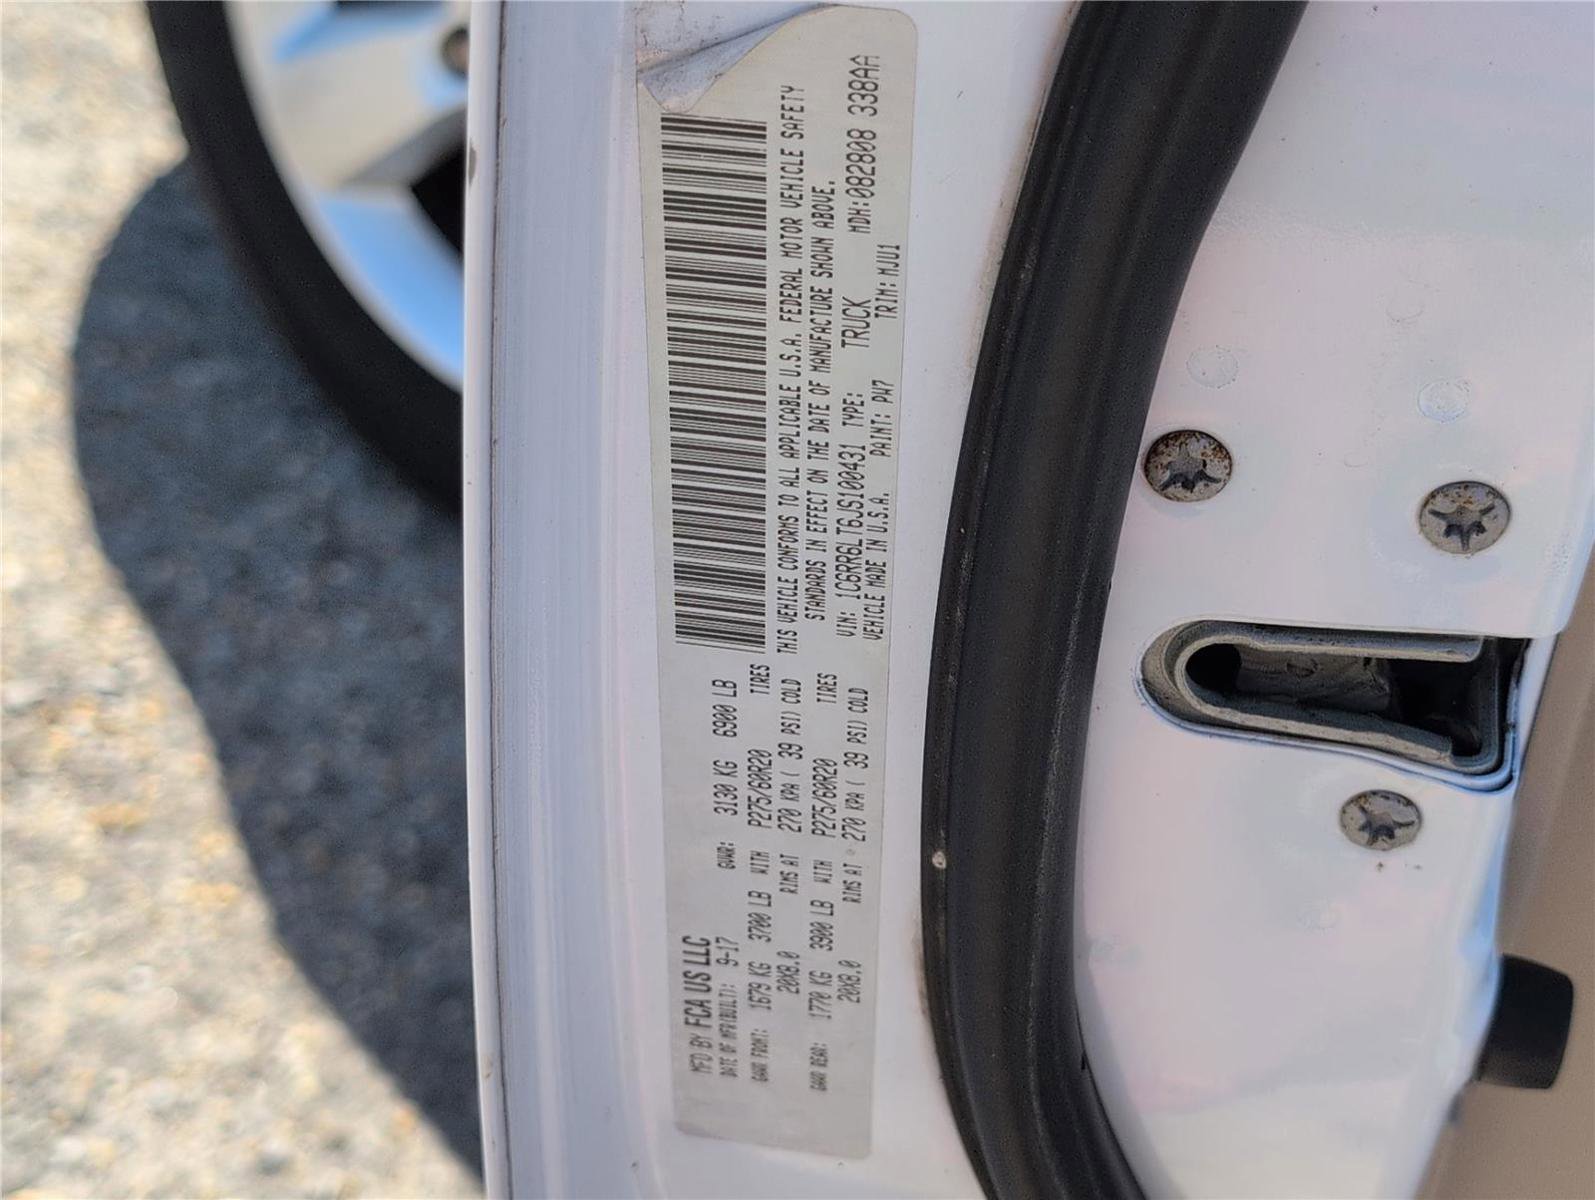 MFD BY FCA US LLC
DATE OF MFR(BUILT): 9-17 GVWR: 3130 KG 6900 LB
GAWR FRONT: 1679 KG 3700 LB WITH P275/60R20 TIRES
20X8.0 RIMS AT 270 KPA ( 39 PSI) COLD
GAWR REAR: 1770 KG 3900 LB WITH P275/60R20 TIRES
20X8.0 RIMS AT 270 KPA ( 39 PSI) COLD
THIS VEHICLE CONFORMS TO ALL APPLICABLE U.S.A. FEDERAL MOTOR VEHICLE SAFETY
STANDARDS IN EFFECT ON THE DATE OF MANUFACTURE SHOWN ABOVE.
VIN: 1C6RR6LT6JS100431 TYPE: TRUCK MDH:082808 338AA
VEHICLE MADE IN U.S.A. PAINT: PW7 TRIM: MJU1